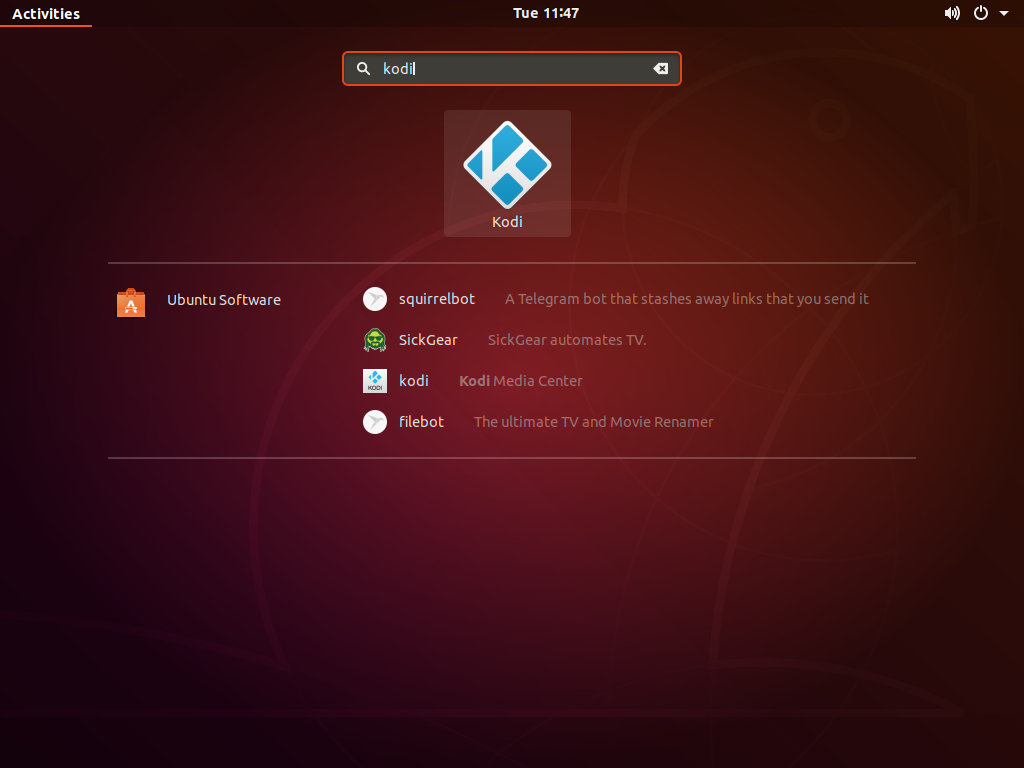 Activities
Tue 11:47
kodi
Kodi
Ubuntu Software
squirrelbot A Telegram bot that stashes away links that you send it
SickGear SickGear automates TV.
KODI
kodi Kodi Media Center
filebot The ultimate TV and Movie Renamer